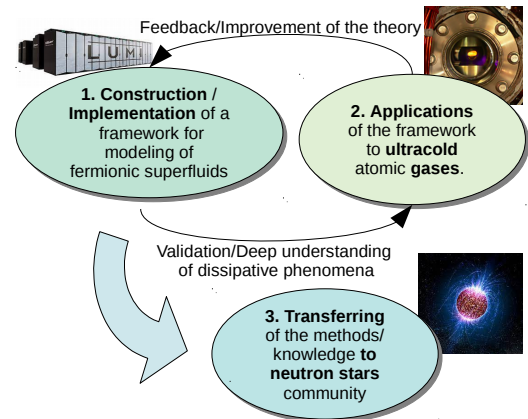 Feedback/Improvement of the theory
LUMI
1. Construction /
Implementation of a
framework for
modeling of
fermionic superfluids
2. Applications
of the framework
to ultracold
atomic gases.
Validation/Deep understanding
of dissipative phenomena
3. Transferring
of the methods/
knowledge to
neutron stars
community